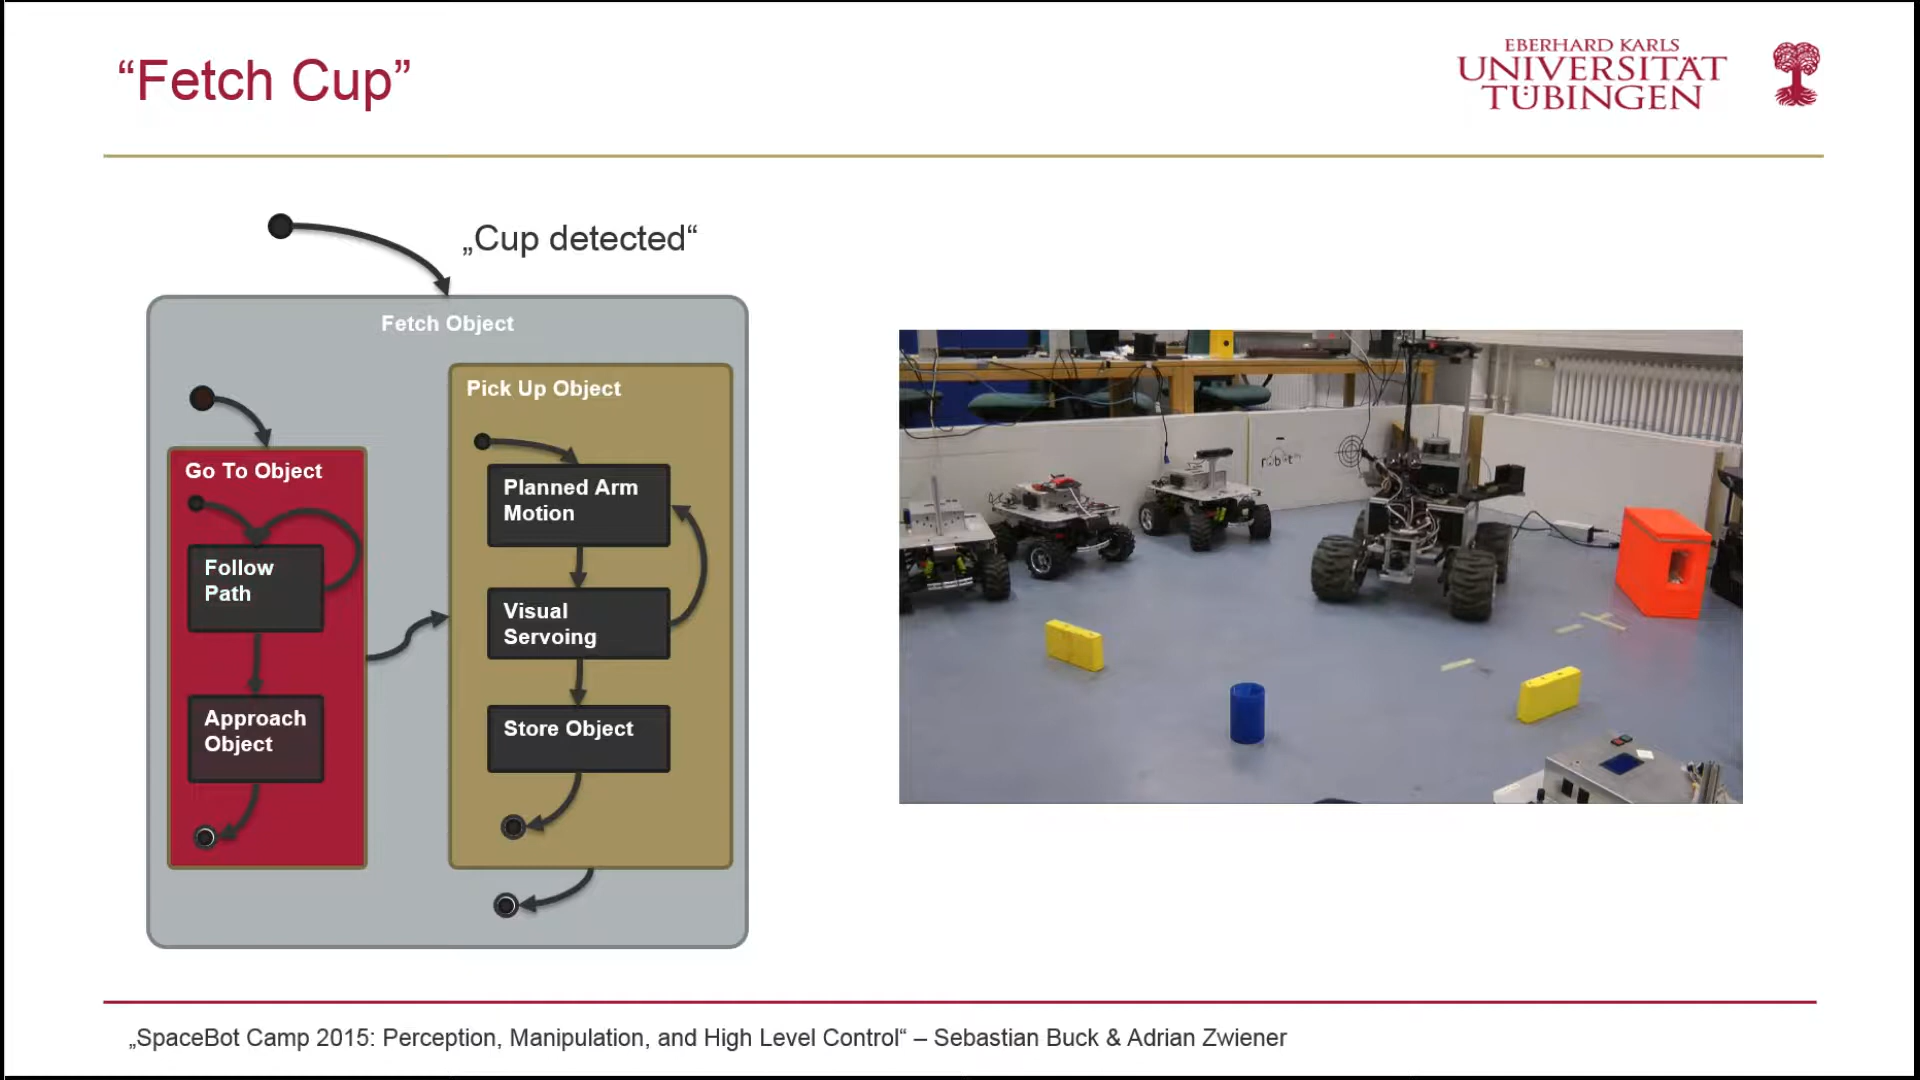 “Fetch Cup”
EBERHARD KARLS
UNIVERSITÄT
TÜBINGEN
„Cup detected“
Fetch Object
Go To Object
Follow
Path
Approach
Object
Pick Up Object
Planned Arm
Motion
Visual
Servoing
Store Object
robot
„SpaceBot Camp 2015: Perception, Manipulation, and High Level Control“ – Sebastian Buck & Adrian Zwiener